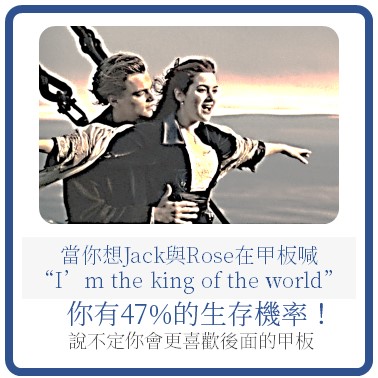 當你想Jack與Rose在甲板喊
“I’m the king of the world”
你有47%的生存機率！
說不定你會更喜歡後面的甲板